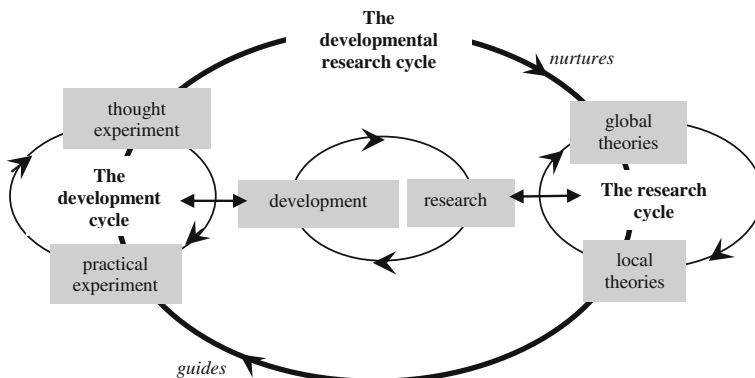 The
developmental
research cycle
nurtures
thought
experiment
global
theories
The
development
cycle
development
research
The research
cycle
practical
experiment
local
theories
guides